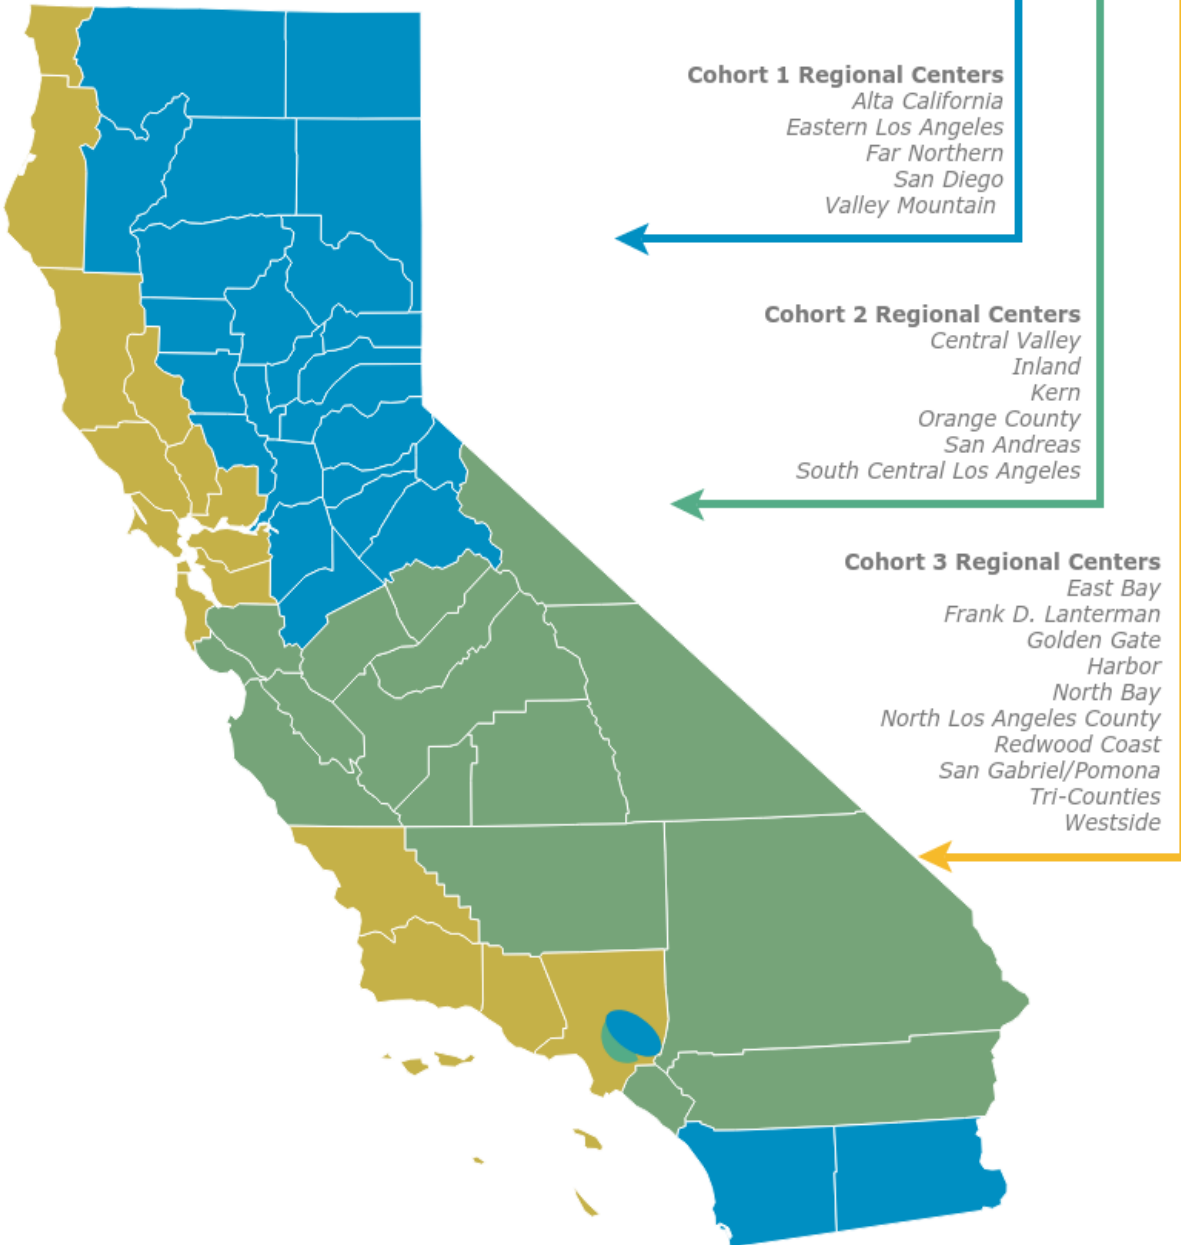 Cohort 1 Regional Centers
Alta California
Eastern Los Angeles
Far Northern
San Diego
Valley Mountain
Cohort 2 Regional Centers
Central Valley
Inland
Kern
Orange County
San Andreas
South Central Los Angeles
Cohort 3 Regional Centers
East Bay
Frank D. Lanterman
Golden Gate
Harbor
North Bay
North Los Angeles County
Redwood Coast
San Gabriel/Pomona
Tri-Counties
Westside